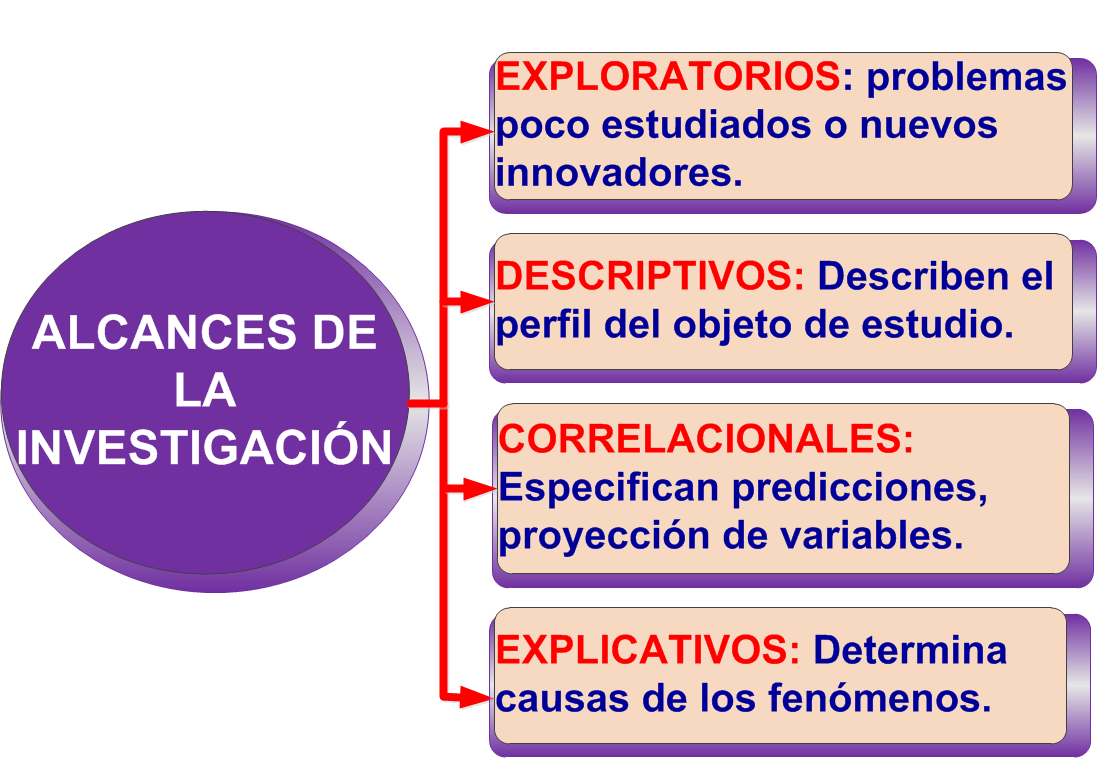 ALCANCES DE
LA
INVESTIGACIÓN
EXPLORATORIOS: problemas
poco estudiados o nuevos
innovadores.
DESCRIPTIVOS: Describen el
perfil del objeto de estudio.
CORRELACIONALES:
Especifican predicciones,
proyección de variables.
EXPLICATIVOS: Determina
causas de los fenómenos.